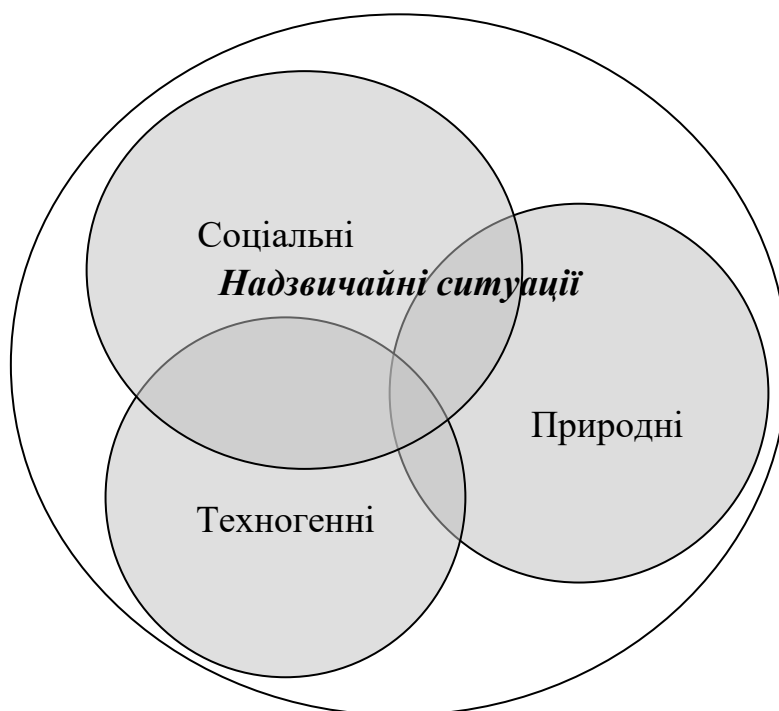 Соціальні
Надзвичайні ситуації
Природні
Техногенні